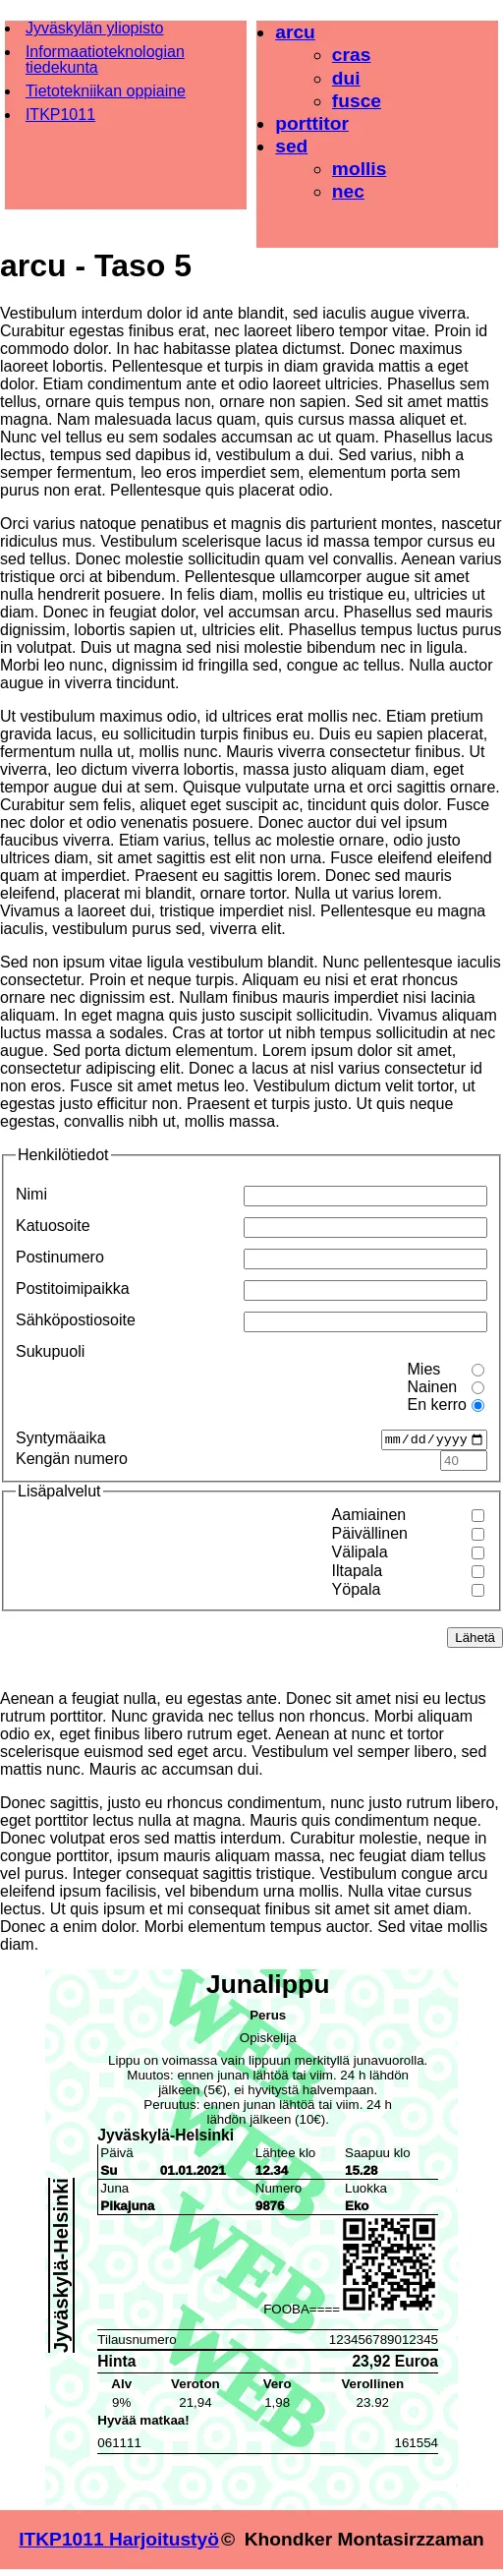 Jyväskylän yliopisto
Informaatioteknologian
tiedekunta
Tietotekniikan oppiaine
ITKP1011
arcu
cras
dui
fusce
porttitor
sed
mollis
nec
arcu - Taso 5
Vestibulum interdum dolor id ante blandit, sed iaculis augue viverra.
Curabitur egestas finibus erat, nec laoreet libero tempor vitae. Proin id
commodo dolor. In hac habitasse platea dictumst. Donec maximus
laoreet lobortis. Pellentesque et turpis in diam gravida mattis a eget
dolor. Etiam condimentum ante et odio laoreet ultricies. Phasellus sem
tellus, ornare quis tempus non, ornare non sapien. Sed sit amet mattis
magna. Nam malesuada lacus quam, quis cursus massa aliquet et.
Nunc vel tellus eu sem sodales accumsan ac ut quam. Phasellus lacus
lectus, tempus sed dapibus id, vestibulum a dui. Sed varius, nibh a
semper fermentum, leo eros imperdiet sem, elementum porta sem
purus non erat. Pellentesque quis placerat odio.
Orci varius natoque penatibus et magnis dis parturient montes, nascetur
ridiculus mus. Vestibulum scelerisque lacus id massa tempor cursus eu
sed tellus. Donec molestie sollicitudin quam vel convallis. Aenean varius
tristique orci at bibendum. Pellentesque ullamcorper augue sit amet
nulla hendrerit posuere. In felis diam, mollis eu tristique eu, ultricies ut
diam. Donec in feugiat dolor, vel accumsan arcu. Phasellus sed mauris
dignissim, lobortis sapien ut, ultricies elit. Phasellus tempus luctus purus
in volutpat. Duis ut magna sed nisi molestie bibendum nec in ligula.
Morbi leo nunc, dignissim id fringilla sed, congue ac tellus. Nulla auctor
augue in viverra tincidunt.
Ut vestibulum maximus odio, id ultrices erat mollis nec. Etiam pretium
gravida lacus, eu sollicitudin turpis finibus eu. Duis eu sapien placerat,
fermentum nulla ut, mollis nunc. Mauris viverra consectetur finibus. Ut
viverra, leo dictum viverra lobortis, massa justo aliquam diam, eget
tempor augue dui at sem. Quisque vulputate urna et orci sagittis ornare.
Curabitur sem felis, aliquet eget suscipit ac, tincidunt quis dolor. Fusce
nec dolor et odio venenatis posuere. Donec auctor dui vel ipsum
faucibus viverra. Etiam varius, tellus ac molestie ornare, odio justo
ultrices diam, sit amet sagittis est elit non urna. Fusce eleifend eleifend
quam at imperdiet. Praesent eu sagittis lorem. Donec sed mauris
eleifend, placerat mi blandit, ornare tortor. Nulla ut varius lorem.
Vivamus a laoreet dui, tristique imperdiet nisl. Pellentesque eu magna
iaculis, vestibulum purus sed, viverra elit.
Sed non ipsum vitae ligula vestibulum blandit. Nunc pellentesque iaculis
consectetur. Proin et neque turpis. Aliquam eu nisi et erat rhoncus
ornare nec dignissim est. Nullam finibus mauris imperdiet nisi lacinia
aliquam. In eget magna quis justo suscipit sollicitudin. Vivamus aliquam
luctus massa a sodales. Cras at tortor ut nibh tempus sollicitudin at nec
augue. Sed porta dictum elementum. Lorem ipsum dolor sit amet,
consectetur adipiscing elit. Donec a lacus at nisl varius consectetur id
non eros. Fusce sit amet metus leo. Vestibulum dictum velit tortor, ut
egestas justo efficitur non. Praesent et turpis justo. Ut quis neque
egestas, convallis nibh ut, mollis massa.
Henkilötiedot
Nimi
Katuosoite
Postinumero
Postitoimipaikka
Sähköpostiosoite
Sukupuoli
Mies
Nainen
En kerro
Syntymäaika mm/dd/yyyy
Kengän numero 40
Lisäpalvelut
Aamiainen
Päivällinen
Välipala
Iltapala
Yöpala
Lähetä
Aenean a feugiat nulla, eu egestas ante. Donec sit amet nisi eu lectus
rutrum porttitor. Nunc gravida nec tellus non rhoncus. Morbi aliquam
odio ex, eget finibus libero rutrum eget. Aenean at nunc et tortor
scelerisque euismod sed eget arcu. Vestibulum vel semper libero, sed
mattis nunc. Mauris ac accumsan dui.
Donec sagittis, justo eu rhoncus condimentum, nunc justo rutrum libero,
eget porttitor lectus nulla at magna. Mauris quis condimentum neque.
Donec volutpat eros sed mattis interdum. Curabitur molestie, neque in
congue porttitor, ipsum mauris aliquam massa, nec feugiat diam tellus
vel purus. Integer consequat sagittis tristique. Vestibulum congue arcu
eleifend ipsum facilisis, vel bibendum urna mollis. Nulla vitae cursus
lectus. Ut quis ipsum et mi consequat finibus sit amet sit amet diam.
Donec a enim dolor. Morbi elementum tempus auctor. Sed vitae mollis
diam.
Junalippu
Perus
Opiskelija
Lippu on voimassa vain lippuun merkityllä junavuorolla.
Muutos: ennen junan lähtöä tai viim. 24 h lähdön
jälkeen (5€), ei hyvitystä halvempaan.
Peruutus: ennen junan lähtöä tai viim. 24 h
lähdön jälkeen (10€).
Jyväskylä-Helsinki
Päivä Lähtee klo Saapuu klo
Su 01.01.2021 12.34 15.28
Juna Numero Luokka
Pikajuna 9876 Eko
Jyväskylä-Helsinki
FOOBA====
Tilausnumero 123456789012345
Hinta 23,92 Euroa
Alv Veroton Vero Verollinen
9% 21,94 1,98 23.92
Hyvää matkaa!
061111 161554
WEB
WEB
WEB
WEB
ITKP1011 Harjoitustyö © Khondker Montasirzzaman